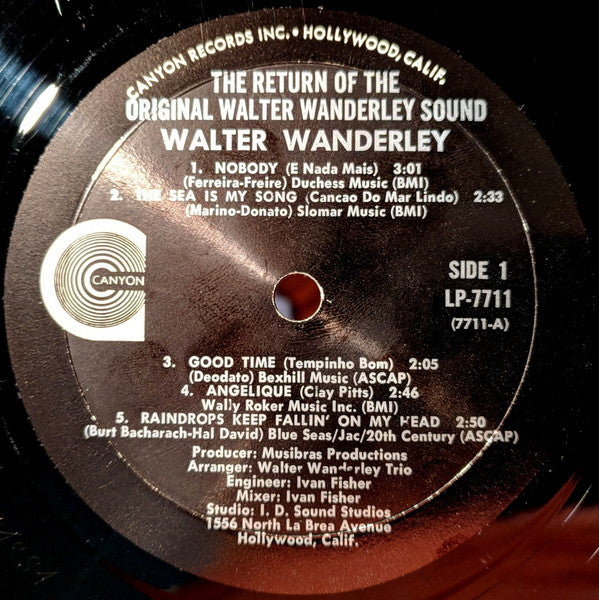 CANYON RECORDS INC. • HOLLYWOOD, CALIF.
THE RETURN OF THE
ORIGINAL WALTER WANDERLEY SOUND
WALTER WANDERLEY
1. NOBODY (E Nada Mais) 3:01
(Ferreira-Freire) Duchess Music (BMI)
2. THE SEA IS MY SONG (Cancao Do Mar Lindo) 2:33
(Marino-Donato) Slomar Music (BMI)
CANYON
SIDE 1
LP-7711
(7711-A)
3. GOOD TIME (Tempinho Bom) 2:05
(Deodato) Bexhill Music (ASCAP)
4. ANGELIQUE (Clay Pitts) 2:46
Wally Roker Music Inc. (BMI)
5. RAINDROPS KEEP FALLIN' ON MY HEAD 2:50
(Burt Bacharach-Hal David) Blue Seas/Jac/20th Century (ASCAP)
Producer: Musibras Productions
Arranger: Walter Wanderley Trio
Engineer: Ivan Fisher
Mixer: Ivan Fisher
Studio: I. D. Sound Studios
1556 North La Brea Avenue
Hollywood, Calif.